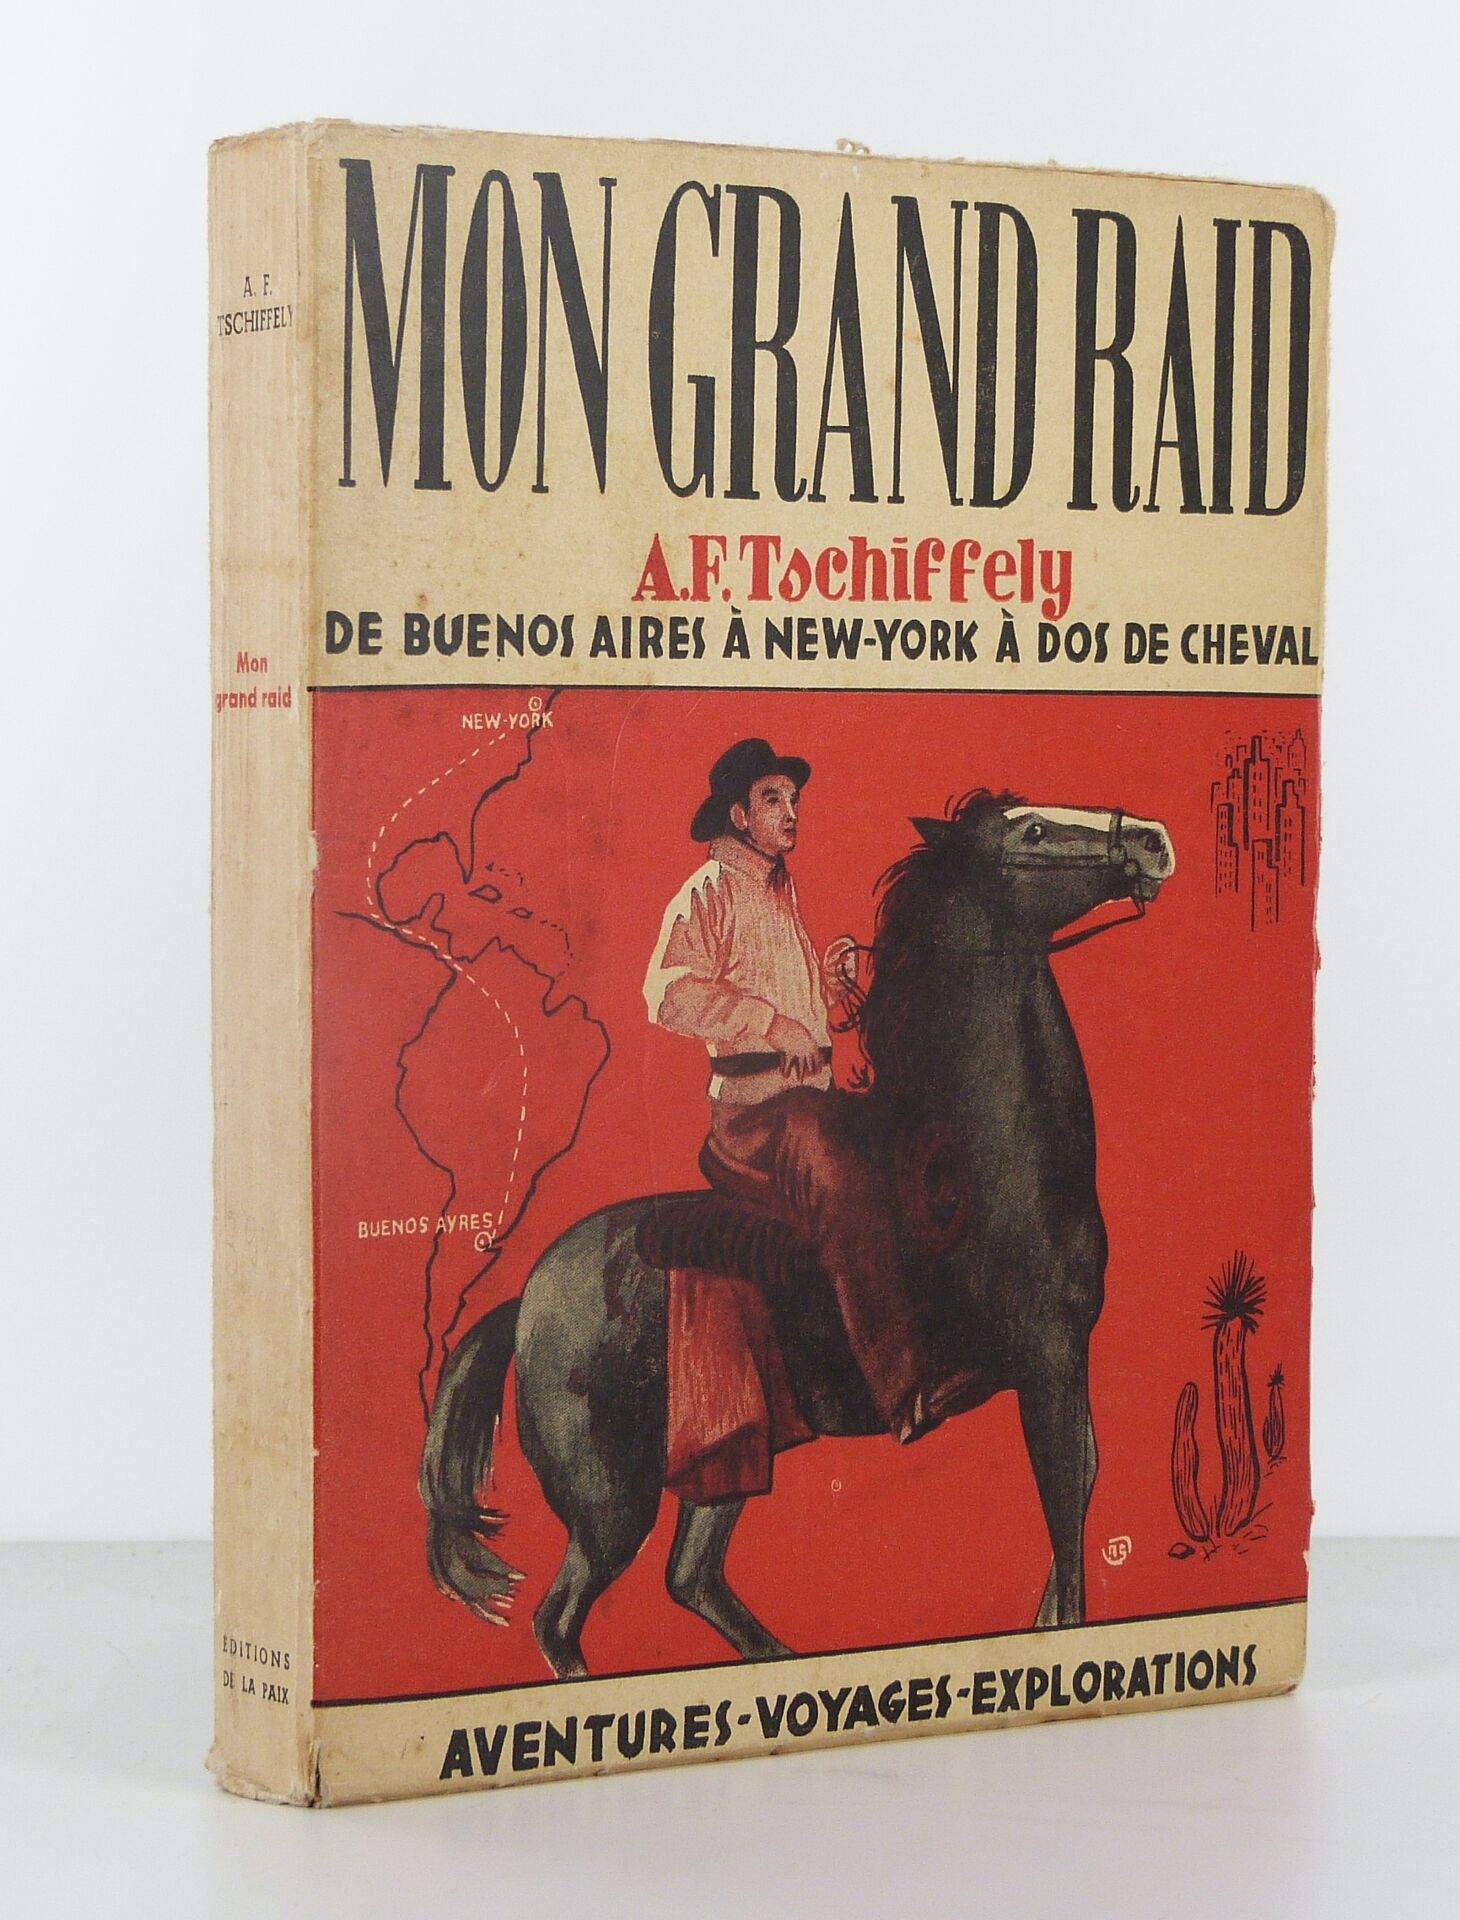 A. F.
TSCHIFFELY
Mon
grand raid
ÉDITIONS
DE LA PAIX
MON GRAND RAID
A.F. Tschiffely
DE BUENOS AIRES À NEW-YORK À DOS DE CHEVAL
NEW-YORK
BUENOS AYRES
AVENTURES-VOYAGES-EXPLORATIONS